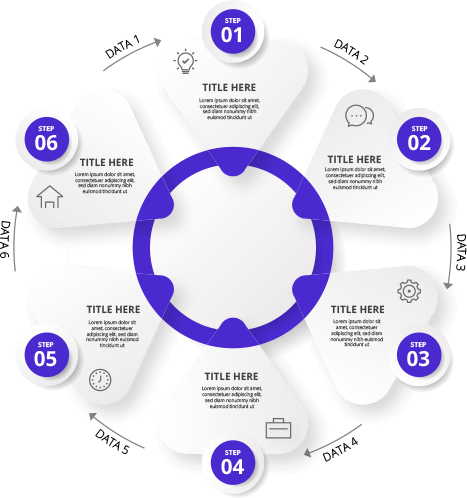 STEP
01
TITLE HERE
Lorem ipsum dolor sit amet,
consectetuer adipiscing elit,
sed diam nonummy nibh
euismod tincidunt ut
DATA 1
STEP
02
TITLE HERE
Lorem ipsum dolor sit amet,
consectetuer adipiscing elit,
sed diam nonummy nibh
euismod tincidunt ut
DATA 2
STEP
03
TITLE HERE
Lorem ipsum dolor sit
amet, consectetuer
adipiscing elit, sed diam
nonummy nibh euismod
tincidunt ut
DATA 3
STEP
04
TITLE HERE
Lorem ipsum dolor sit amet,
consectetuer adipiscing elit,
sed diam nonummy nibh
euismod tincidunt ut
DATA 4
STEP
05
TITLE HERE
Lorem ipsum dolor sit
amet, consectetuer
adipiscing elit, sed diam
nonummy nibh euismod
tincidunt ut
DATA 5
STEP
06
TITLE HERE
Lorem ipsum dolor sit amet,
consectetuer adipiscing elit,
sed diam nonummy nibh
euismod tincidunt ut
DATA 6